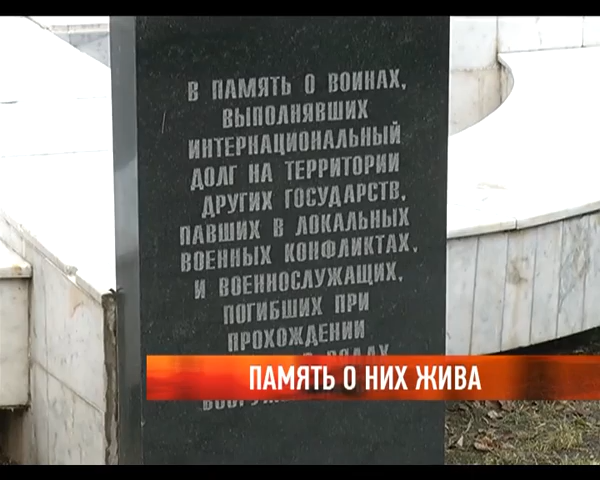 В ПАМЯТЬ О ВОИНАХ,
ВЫПОЛНЯВШИХ
ИНТЕРНАЦИОНАЛЬНЫЙ
ДОЛГ НА ТЕРРИТОРИИ
ДРУГИХ ГОСУДАРСТВ,
ПАВШИХ В ЛОКАЛЬНЫХ
ВОЕННЫХ КОНФЛИКТАХ,
И ВОЕННОСЛУЖАЩИХ,
ПОГИБШИХ ПРИ
ПРОХОЖДЕНИИ
ПАМЯТЬ О НИХ ЖИВА